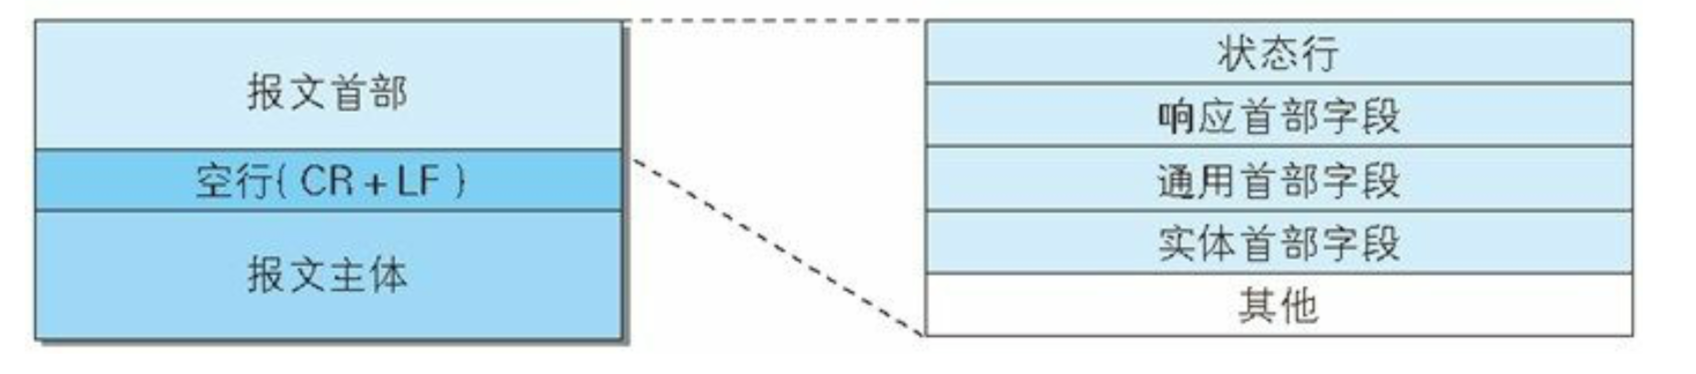 报文首部
空行( CR + LF )
报文主体
状态行
响应首部字段
通用首部字段
实体首部字段
其他